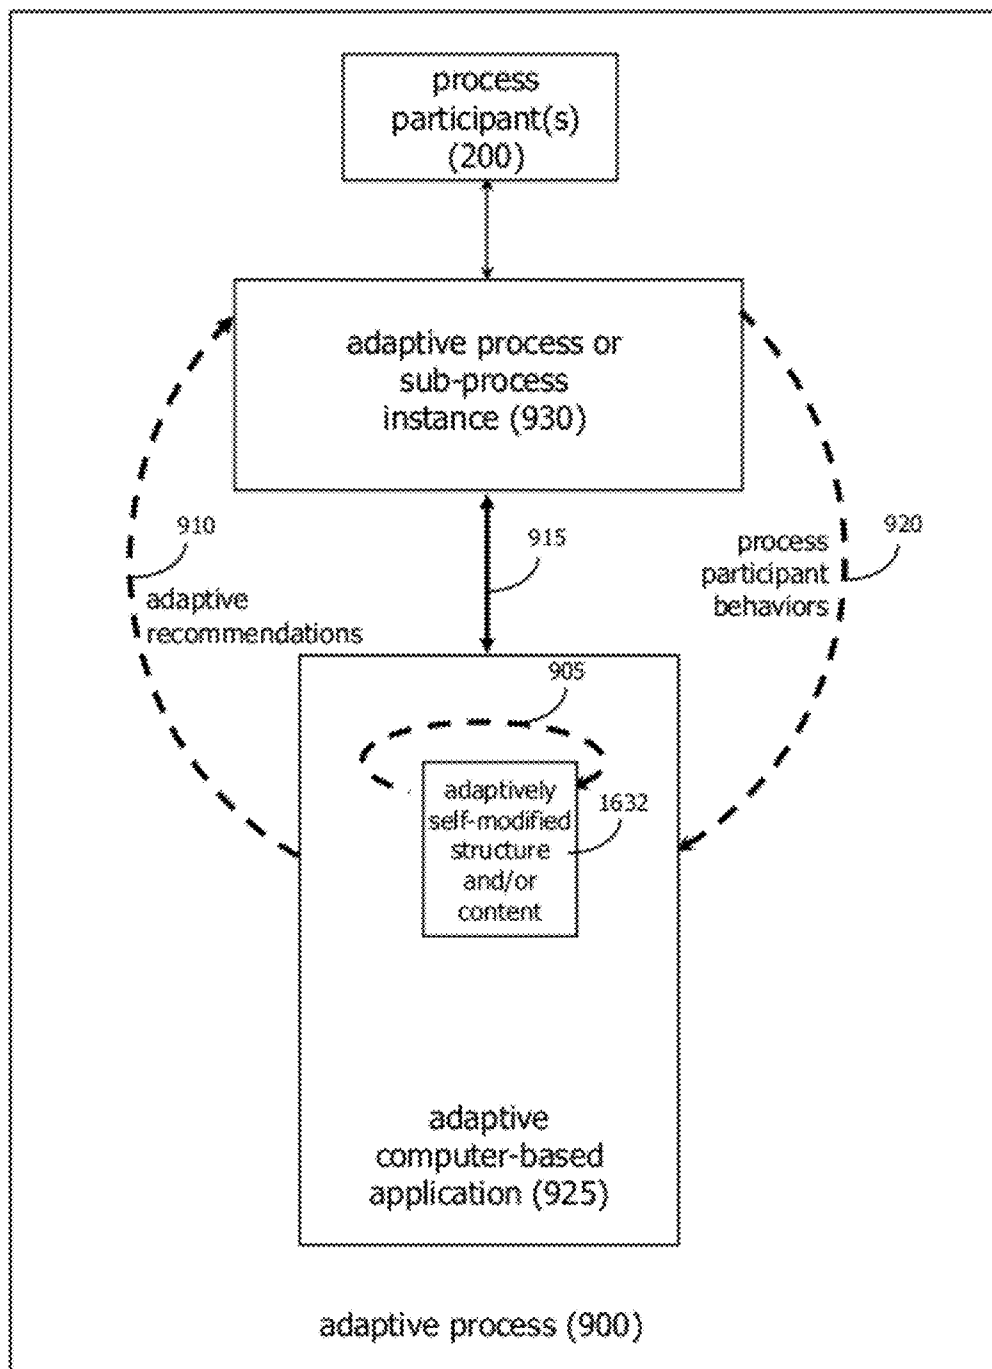 process
participant(s)
(200)
adaptive process or
sub-process
instance (930)
910
915
920
process
participant
behaviors
adaptive
recommendations
905
adaptively
self-modified
structure
and/or
content
1632
adaptive
computer-based
application (925)
adaptive process (900)